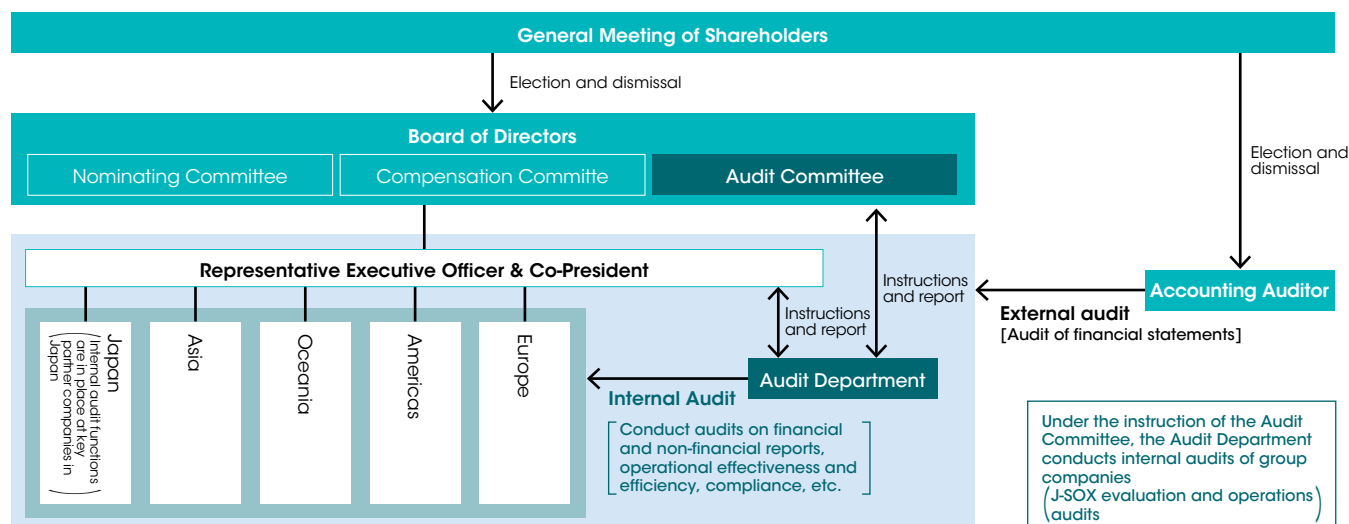 General Meeting of Shareholders
Election and dismissal
Board of Directors
Nominating Committee
Compensation Committe
Audit Committee
Election and
dismissal
Representative Executive Officer & Co-President
Instructions
and report
Instructions
and report
Accounting Auditor
External audit
[Audit of financial statements]
Japan
(Internal audit functions
are in place at key
partner companies in
Japan)
Asia
Oceania
Americas
Europe
Audit Department
Internal Audit
[Conduct audits on financial
and non-financial reports,
operational effectiveness and
efficiency, compliance, etc.]
Under the instruction of the Audit
Committee, the Audit Department
conducts internal audits of group
companies
(J-SOX evaluation and operations
audits)